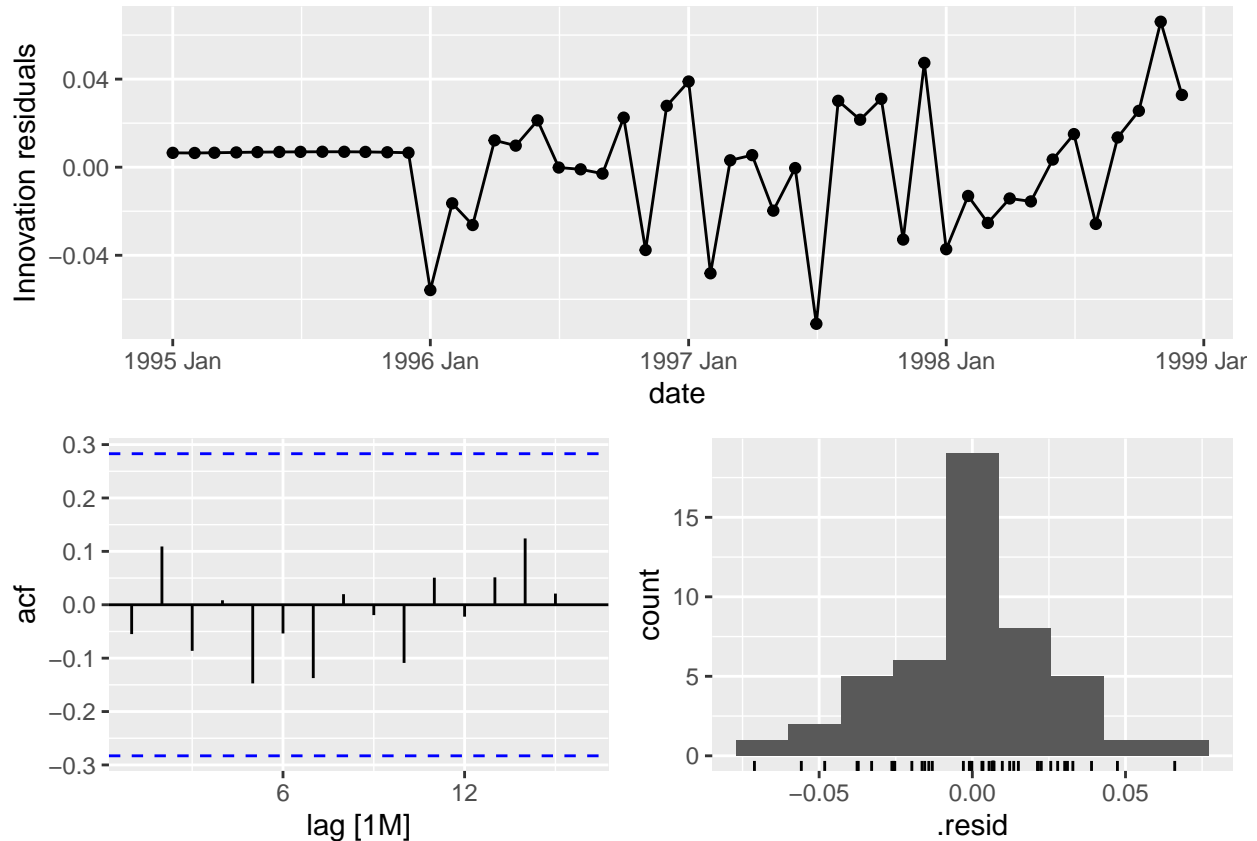 Innovation residuals
0.04
0.00
−0.04
1995 Jan 1996 Jan 1997 Jan 1998 Jan 1999 Jan
date
acf
0.3
0.2
0.1
0.0
−0.1
−0.2
−0.3
6 12
lag [1M]
count
15
10
5
0
−0.05 0.00 0.05
.resid